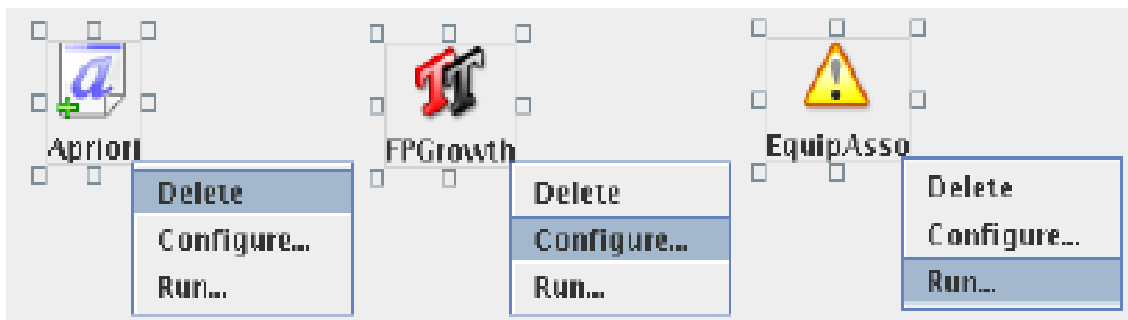 Apriori
Delete
Configure...
Run...
FPGrowth
Delete
Configure...
Run...
EquipAsso
Delete
Configure...
Run...